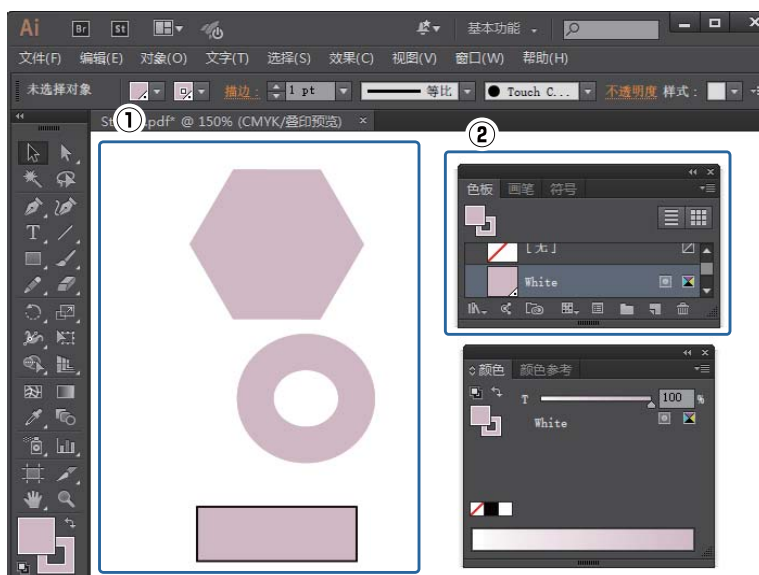 Ai Br St 基本功能
文件(F) 编辑(E) 对象(O) 文字(T) 选择(S) 效果(C) 视图(V) 窗口(W) 帮助(H)
未选择对象 描边: 1 pt 等比 Touch C... 不透明度 样式:
.pdf* @ 150% (CMYK/叠印预览) ×
①
②
色板 画笔 符号
[无]
White
颜色 颜色参考
T 100 %
White